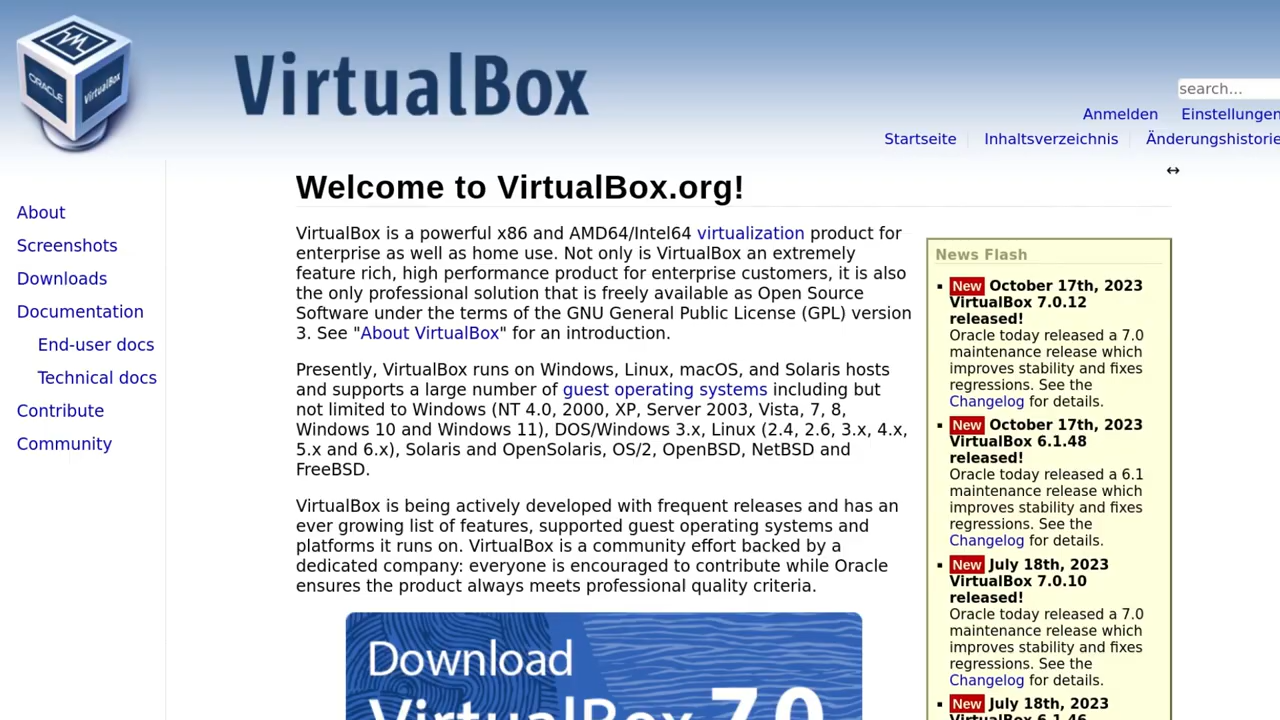 ORACLE
VirtualBox
VirtualBox
search...
Anmelden
Einstellungen
Startseite
Inhaltsverzeichnis
Änderungshistorie
About
Screenshots
Downloads
Documentation
End-user docs
Technical docs
Contribute
Community
Welcome to VirtualBox.org!
VirtualBox is a powerful x86 and AMD64/Intel64 virtualization product for
enterprise as well as home use. Not only is VirtualBox an extremely
feature rich, high performance product for enterprise customers, it is also
the only professional solution that is freely available as Open Source
Software under the terms of the GNU General Public License (GPL) version
3. See "About VirtualBox" for an introduction.
Presently, VirtualBox runs on Windows, Linux, macOS, and Solaris hosts
and supports a large number of guest operating systems including but
not limited to Windows (NT 4.0, 2000, XP, Server 2003, Vista, 7, 8,
Windows 10 and Windows 11), DOS/Windows 3.x, Linux (2.4, 2.6, 3.x, 4.x,
5.x and 6.x), Solaris and OpenSolaris, OS/2, OpenBSD, NetBSD and
FreeBSD.
VirtualBox is being actively developed with frequent releases and has an
ever growing list of features, supported guest operating systems and
platforms it runs on. VirtualBox is a community effort backed by a
dedicated company: everyone is encouraged to contribute while Oracle
ensures the product always meets professional quality criteria.
Download
VirtualBox 7.0
News Flash
New October 17th, 2023
VirtualBox 7.0.12
released!
Oracle today released a 7.0
maintenance release which
improves stability and fixes
regressions. See the
Changelog for details.
New October 17th, 2023
VirtualBox 6.1.48
released!
Oracle today released a 6.1
maintenance release which
improves stability and fixes
regressions. See the
Changelog for details.
New July 18th, 2023
VirtualBox 7.0.10
released!
Oracle today released a 7.0
maintenance release which
improves stability and fixes
regressions. See the
Changelog for details.
New July 18th, 2023
VirtualBox 6.1.46